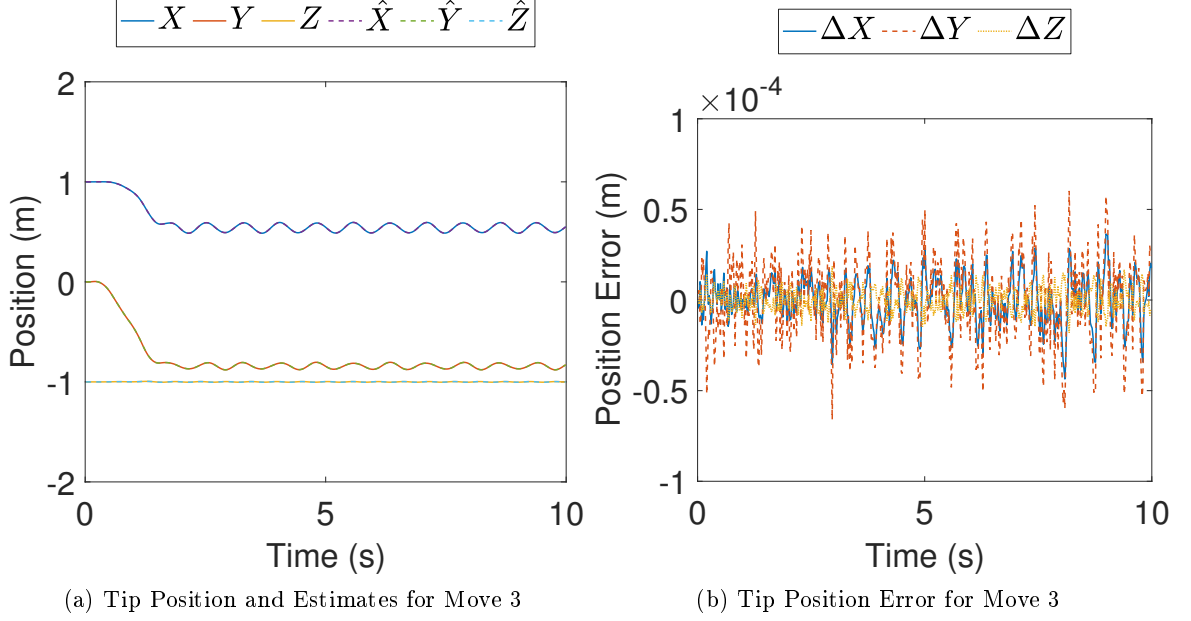 X Y Z X̂ Ŷ Ẑ
2
1
0
-1
-2
Position (m)
0 5 10
Time (s)
(a) Tip Position and Estimates for Move 3
ΔX ΔY ΔZ
×10⁻⁴
1
0.5
0
-0.5
-1
Position Error (m)
0 5 10
Time (s)
(b) Tip Position Error for Move 3